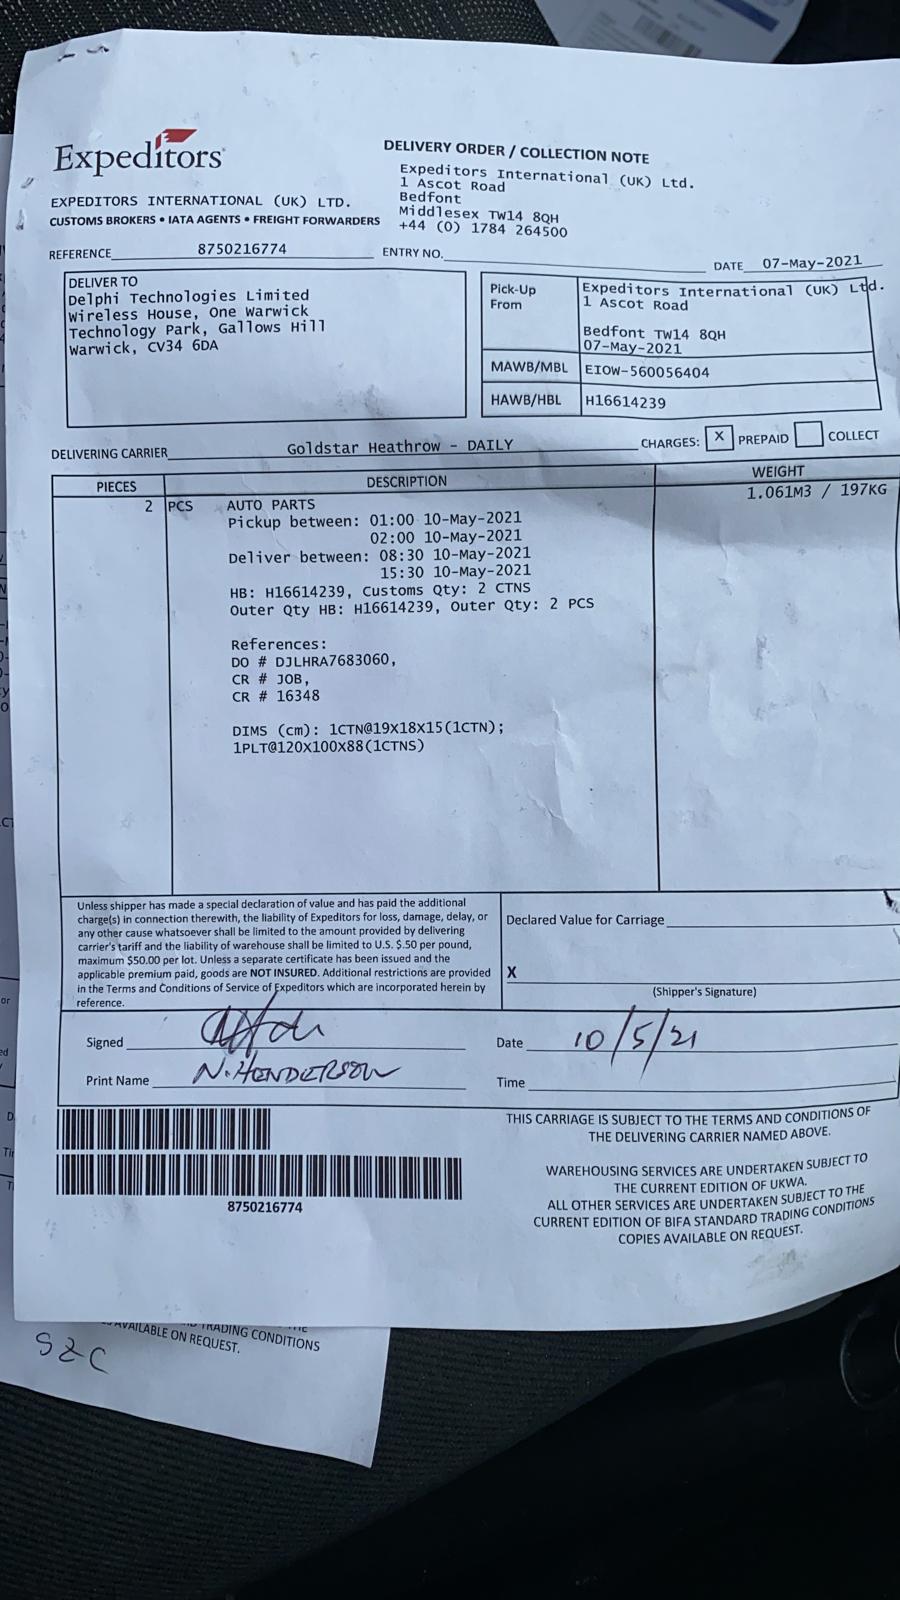 Expeditors
EXPEDITORS INTERNATIONAL (UK) LTD.
CUSTOMS BROKERS • IATA AGENTS • FREIGHT FORWARDERS
DELIVERY ORDER / COLLECTION NOTE
Expeditors International (UK) Ltd.
1 Ascot Road
Bedfont
Middlesex TW14 8QH
+44 (0) 1784 264500
REFERENCE 8750216774
ENTRY NO.
DATE 07-May-2021
DELIVER TO
Delphi Technologies Limited
Wireless House, One Warwick
Technology Park, Gallows Hill
Warwick, CV34 6DA
Pick-Up From
Expeditors International (UK) Ltd.
1 Ascot Road
Bedfont TW14 8QH
07-May-2021
MAWB/MBL EIOW-560056404
HAWB/HBL H16614239
DELIVERING CARRIER Goldstar Heathrow - DAILY
CHARGES: X PREPAID COLLECT
PIECES DESCRIPTION WEIGHT
2 PCS AUTO PARTS 1.061M3 / 197KG
Pickup between: 01:00 10-May-2021
02:00 10-May-2021
Deliver between: 08:30 10-May-2021
15:30 10-May-2021
HB: H16614239, Customs Qty: 2 CTNS
Outer Qty HB: H16614239, Outer Qty: 2 PCS
References:
DO # DJLHRA7683060,
CR # JOB,
CR # 16348
DIMS (cm): 1CTN@19X18X15(1CTN);
1PLT@120X100X88(1CTNS)
Unless shipper has made a special declaration of value and has paid the additional
charge(s) in connection therewith, the liability of Expeditors for loss, damage, delay, or
any other cause whatsoever shall be limited to the amount provided by delivering
carrier's tariff and the liability of warehouse shall be limited to U.S. $.50 per pound,
maximum $50.00 per lot. Unless a separate certificate has been issued and the
applicable premium paid, goods are NOT INSURED. Additional restrictions are provided
in the Terms and Conditions of Service of Expeditors which are incorporated herein by
reference.
Declared Value for Carriage
X
(Shipper's Signature)
Signed
Date 10/5/21
Print Name N. HENDERSON
Time
8750216774
THIS CARRIAGE IS SUBJECT TO THE TERMS AND CONDITIONS OF
THE DELIVERING CARRIER NAMED ABOVE.
WAREHOUSING SERVICES ARE UNDERTAKEN SUBJECT TO
THE CURRENT EDITION OF UKWA.
ALL OTHER SERVICES ARE UNDERTAKEN SUBJECT TO THE
CURRENT EDITION OF BIFA STANDARD TRADING CONDITIONS
COPIES AVAILABLE ON REQUEST.
TRADING CONDITIONS
AVAILABLE ON REQUEST.